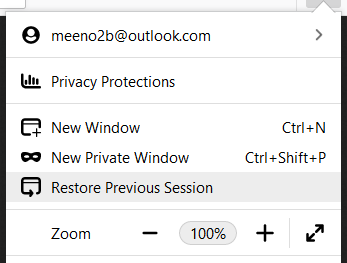 meeno2b@outlook.com
Privacy Protections
New Window Ctrl+N
New Private Window Ctrl+Shift+P
Restore Previous Session
Zoom 100%